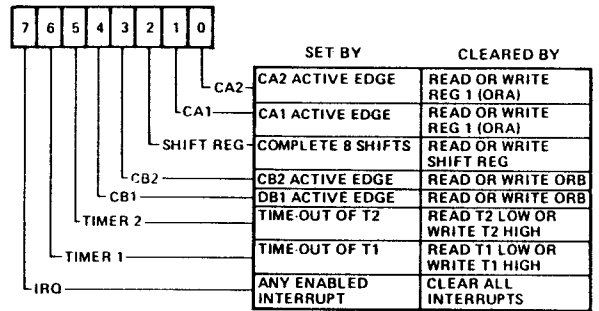 7 6 5 4 3 2 1 0
SET BY CLEARED BY
CA2 CA2 ACTIVE EDGE READ OR WRITE
REG 1 (ORA)
CA1 CA1 ACTIVE EDGE READ OR WRITE
REG 1 (ORA)
SHIFT REG COMPLETE 8 SHIFTS READ OR WRITE
SHIFT REG
CB2 CB2 ACTIVE EDGE READ OR WRITE ORB
CB1 DB1 ACTIVE EDGE READ OR WRITE ORB
TIMER 2 TIME-OUT OF T2 READ T2 LOW OR
WRITE T2 HIGH
TIMER 1 TIME-OUT OF T1 READ T1 LOW OR
WRITE T1 HIGH
IRQ ANY ENABLED CLEAR ALL
INTERRUPT INTERRUPTS